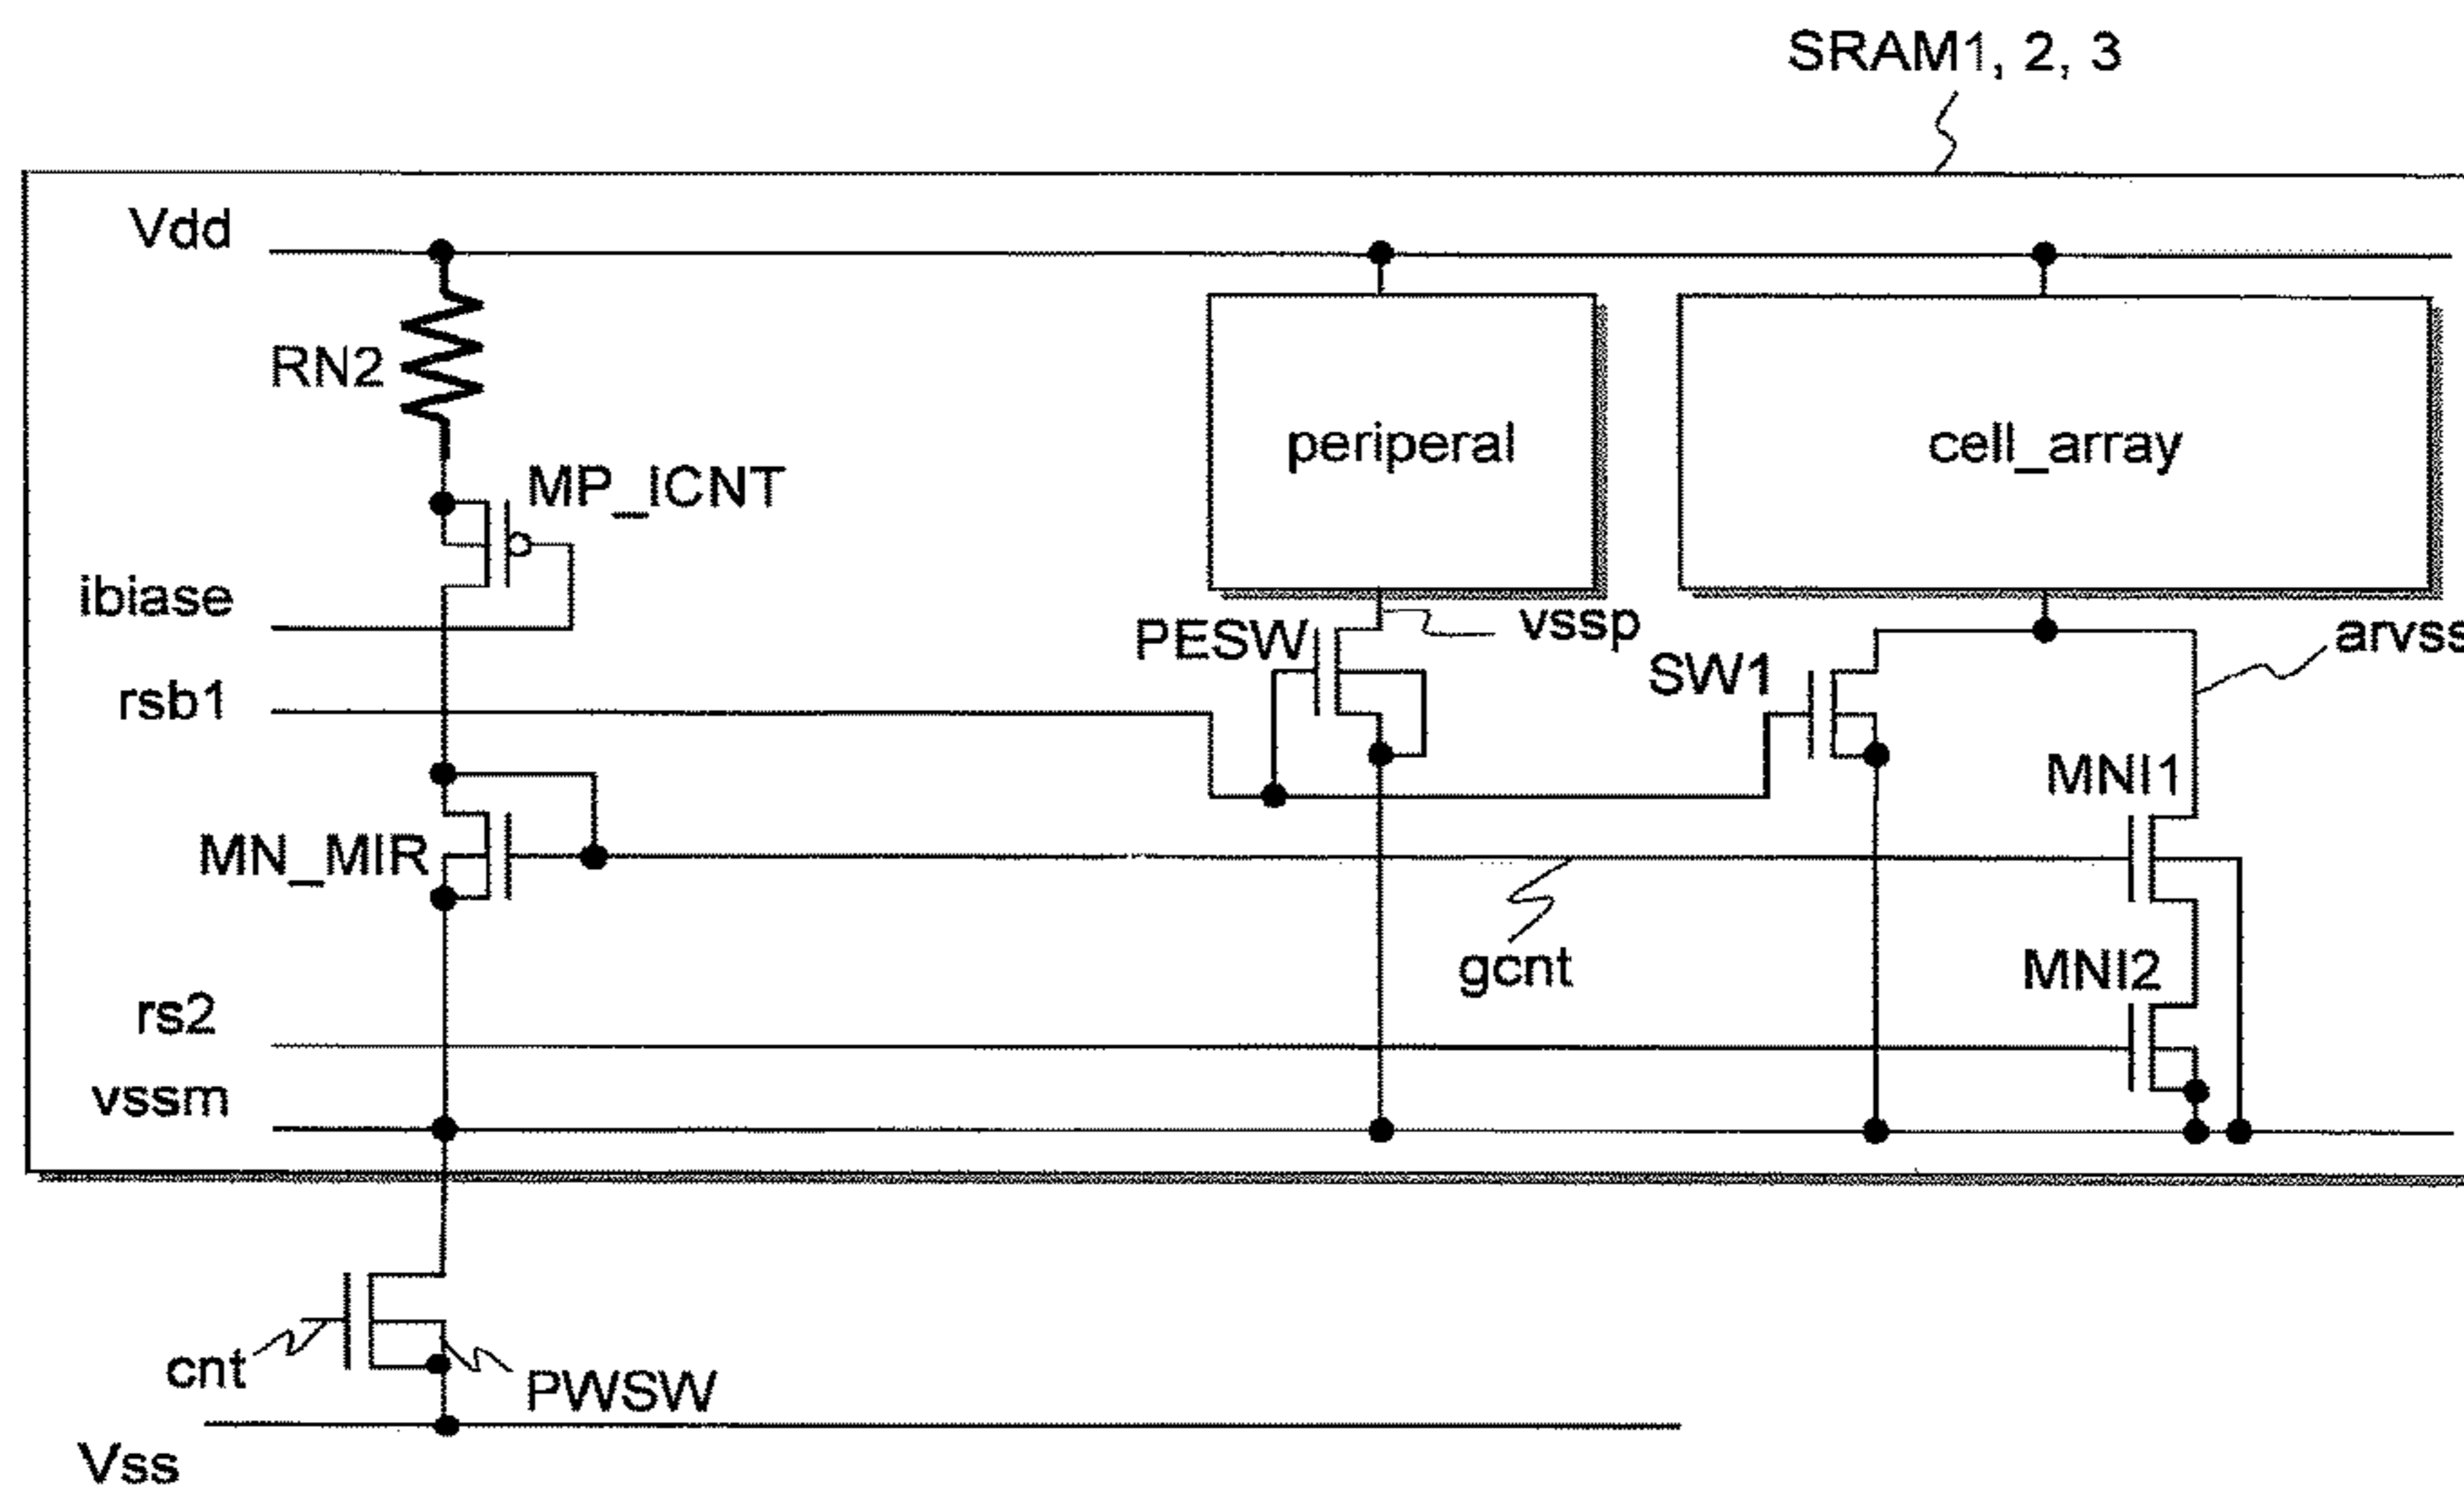 SRAM1, 2, 3
Vdd
RN2
MP_ICNT
periperal
cell_array
ibiase
PESW
vssp
SW1
arvss
rsb1
MNI1
MN_MIR
gcnt
MNI2
rs2
vssm
cnt
PWSW
Vss